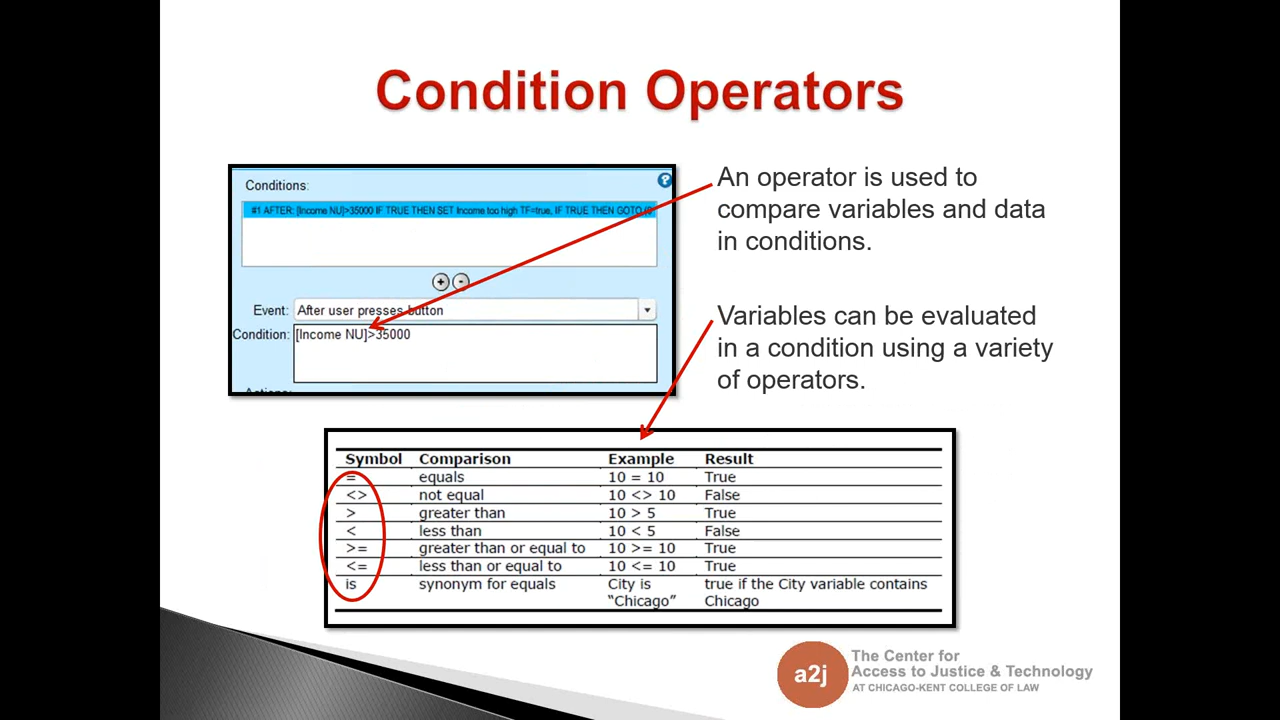 Condition Operators
Conditions:
#1 AFTER: [Income NU]>35000 IF TRUE THEN SET Income too high TF=true, IF TRUE THEN GOTO
+ -
Event: After user presses button
Condition: [Income NU]>35000
An operator is used to
compare variables and data
in conditions.
Variables can be evaluated
in a condition using a variety
of operators.
Symbol Comparison Example Result
= equals 10 = 10 True
<> not equal 10 <> 10 False
> greater than 10 > 5 True
< less than 10 < 5 False
>= greater than or equal to 10 >= 10 True
<= less than or equal to 10 <= 10 True
is synonym for equals City is true if the City variable contains
“Chicago” Chicago
a2j
The Center for
Access to Justice & Technology
AT CHICAGO-KENT COLLEGE OF LAW